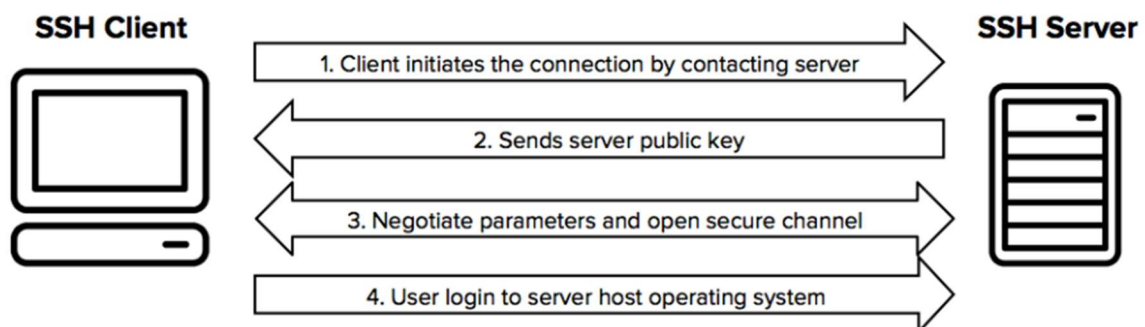 SSH Client
SSH Server
1. Client initiates the connection by contacting server
2. Sends server public key
3. Negotiate parameters and open secure channel
4. User login to server host operating system